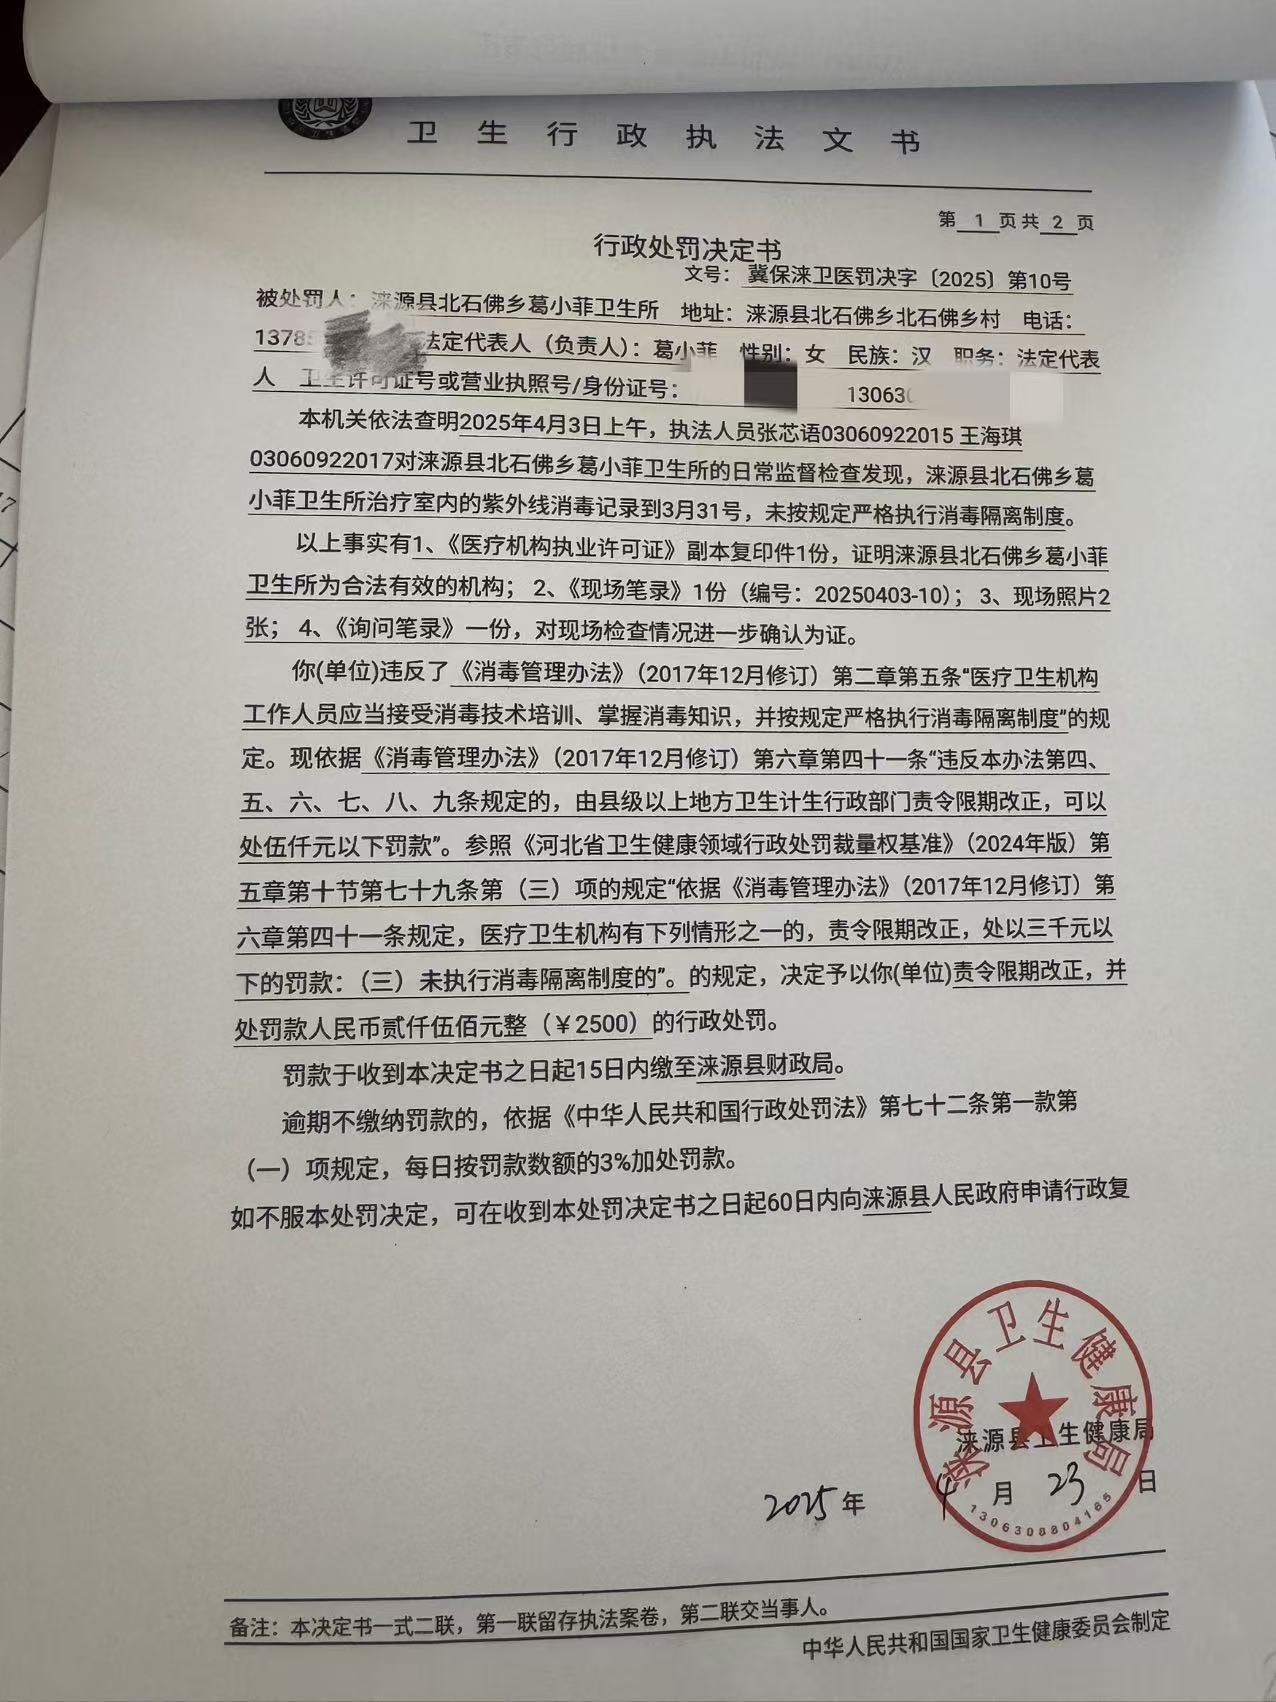 卫生行政执法文书
第 1 页共 2 页
行政处罚决定书
文号：冀保涞卫医罚决字〔2025〕第10号
被处罚人：涞源县北石佛乡葛小菲卫生所 地址：涞源县北石佛乡北石佛乡村 电话：
1378 法定代表人（负责人）：葛小菲 性别：女 民族：汉 职务：法定代表
人 卫生许可证号或营业执照号/身份证号： 13063
本机关依法查明2025年4月3日上午，执法人员张芯语03060922015 王海琪
03060922017对涞源县北石佛乡葛小菲卫生所的日常监督检查发现，涞源县北石佛乡葛
小菲卫生所治疗室内的紫外线消毒记录到3月31号，未按规定严格执行消毒隔离制度。
以上事实有1、《医疗机构执业许可证》副本复印件1份，证明涞源县北石佛乡葛小菲
卫生所为合法有效的机构； 2、《现场笔录》1份（编号：20250403-10）； 3、现场照片2
张； 4、《询问笔录》一份，对现场检查情况进一步确认为证。
你(单位)违反了《消毒管理办法》（2017年12月修订）第二章第五条“医疗卫生机构
工作人员应当接受消毒技术培训、掌握消毒知识，并按规定严格执行消毒隔离制度”的规
定。现依据《消毒管理办法》（2017年12月修订）第六章第四十一条“违反本办法第四、
五、六、七、八、九条规定的，由县级以上地方卫生计生行政部门责令限期改正，可以
处伍仟元以下罚款”。参照《河北省卫生健康领域行政处罚裁量权基准》（2024年版）第
五章第十节第七十九条第（三）项的规定“依据《消毒管理办法》（2017年12月修订）第
六章第四十一条规定，医疗卫生机构有下列情形之一的，责令限期改正，处以三千元以
下的罚款：（三）未执行消毒隔离制度的”。的规定，决定予以你(单位)责令限期改正，并
处罚款人民币贰仟伍佰元整（￥2500）的行政处罚。
罚款于收到本决定书之日起15日内缴至涞源县财政局。
逾期不缴纳罚款的，依据《中华人民共和国行政处罚法》第七十二条第一款第
（一）项规定，每日按罚款数额的3%加处罚款。
如不服本处罚决定，可在收到本处罚决定书之日起60日内向涞源县人民政府申请行政复
涞源县卫生健康局
涞源县卫生健康局
2025年 4 月 23 日
1306308804165
备注：本决定书一式二联，第一联留存执法案卷，第二联交当事人。
中华人民共和国国家卫生健康委员会制定